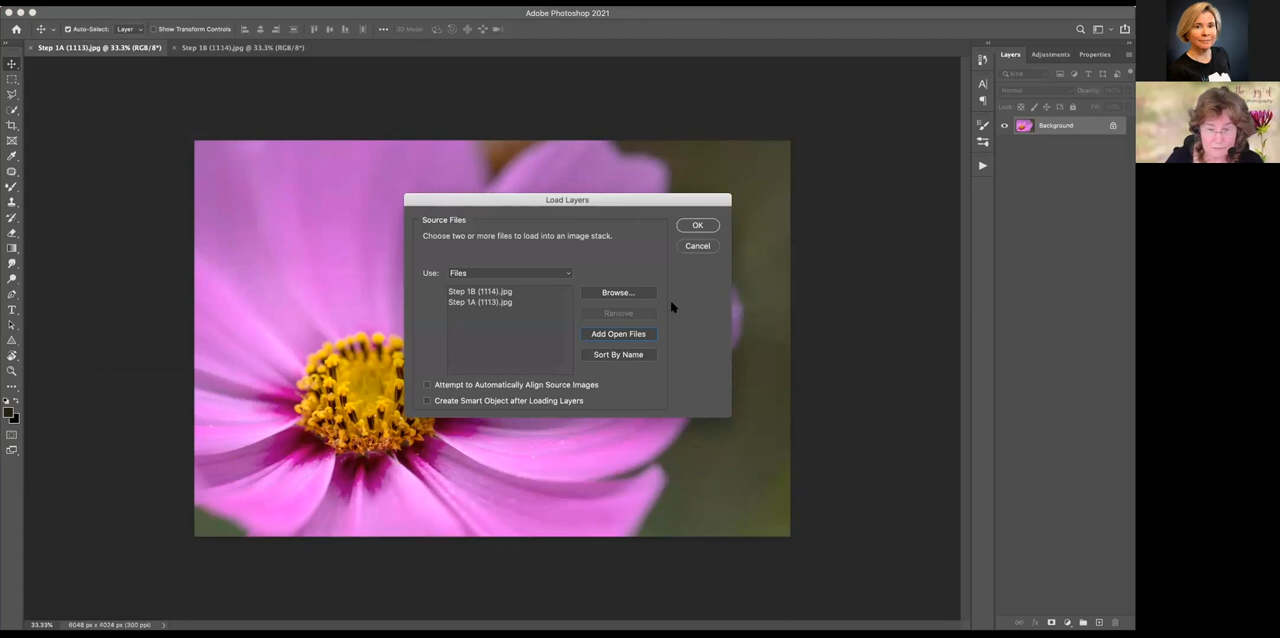 Adobe Photoshop 2021
Auto-Select: Layer Show Transform Controls ••• 3D Mode:
× Step 1A (1113).jpg @ 33.3% (RGB/8*) × Step 1B (1114).jpg @ 33.3% (RGB/8*)
Layers Adjustments Properties
Kind
Normal Opacity: 100%
Lock: Fill:
Background
the joy of
photography
Load Layers
Source Files
Choose two or more files to load into an image stack.
OK
Cancel
Use: Files
Step 1B (1114).jpg
Step 1A (1113).jpg
Browse...
Remove
Add Open Files
Sort By Name
Attempt to Automatically Align Source Images
Create Smart Object after Loading Layers
33.33% 6048 px x 4024 px (300 ppi)